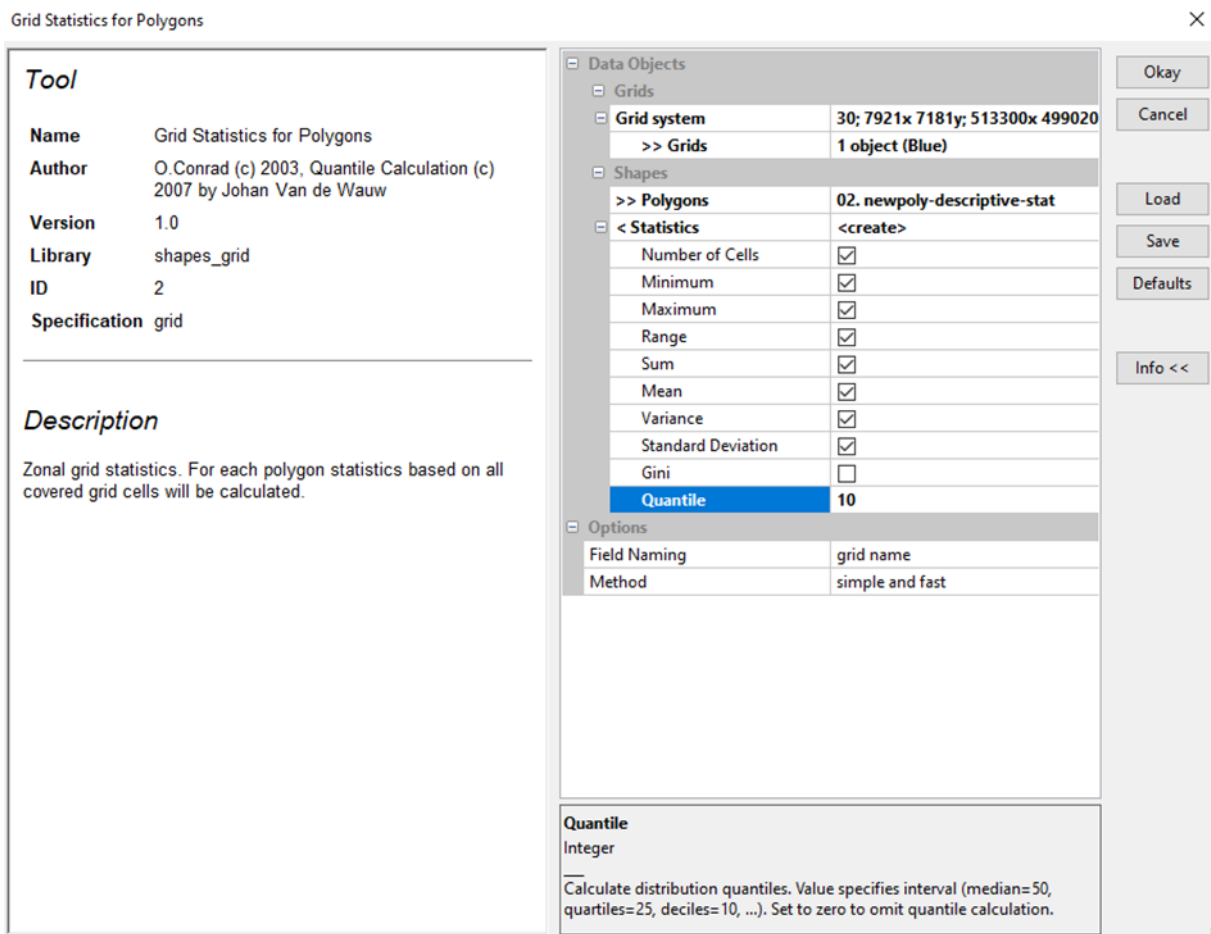 Grid Statistics for Polygons
Tool
Name Grid Statistics for Polygons
Author O.Conrad (c) 2003, Quantile Calculation (c)
2007 by Johan Van de Wauw
Version 1.0
Library shapes_grid
ID 2
Specification grid
Description
Zonal grid statistics. For each polygon statistics based on all
covered grid cells will be calculated.
Data Objects
Grids
Grid system 30; 7921x 7181y; 513300x 499020
>> Grids 1 object (Blue)
Shapes
>> Polygons 02. newpoly-descriptive-stat
< Statistics <create>
Number of Cells
Minimum
Maximum
Range
Sum
Mean
Variance
Standard Deviation
Gini
Quantile 10
Options
Field Naming grid name
Method simple and fast
Quantile
Integer
__
Calculate distribution quantiles. Value specifies interval (median=50,
quartiles=25, deciles=10, ...). Set to zero to omit quantile calculation.
Okay
Cancel
Load
Save
Defaults
Info <<